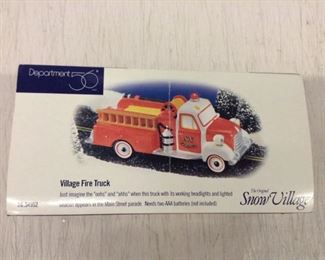 Department 56
Village Fire Truck
Just imagine the "oohs" and "ahhs" when this truck with its working headlights and lighted
beacon appears in the Main Street parade. Needs two AAA batteries (not included)
The Original
Snow Village